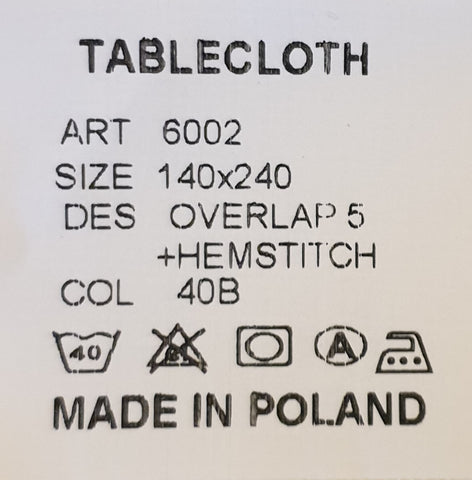 TABLECLOTH
ART 6002
SIZE 140x240
DES OVERLAP 5
+HEMSTITCH
COL 40B
40 A
MADE IN POLAND